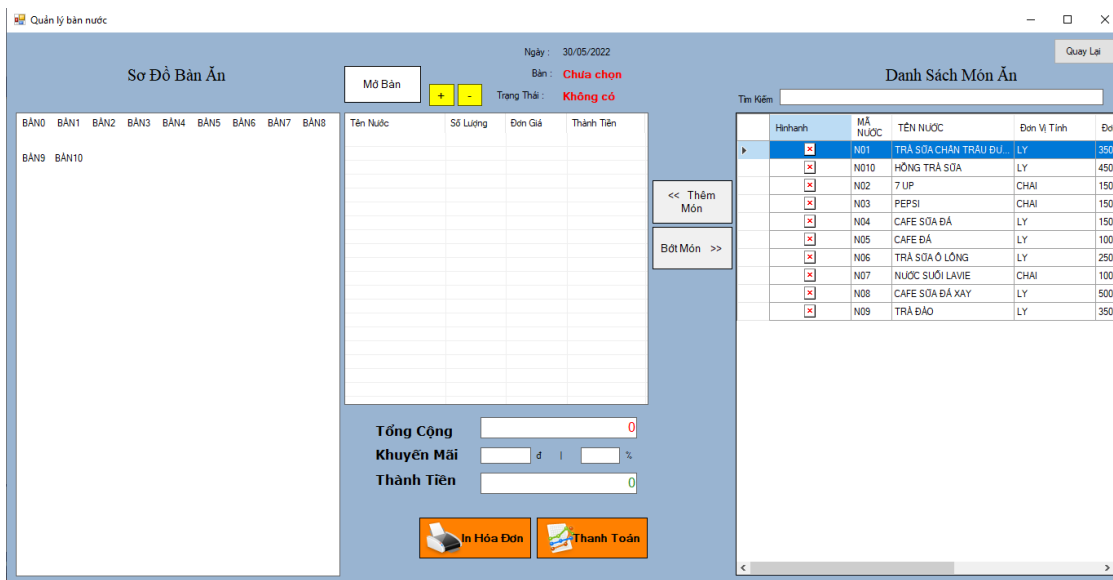 Quản lý bàn nước
Ngày : 30/05/2022
Quay Lại
Sơ Đồ Bàn Ăn
Mở Bàn
Bàn : Chưa chọn
Danh Sách Món Ăn
+ -
Trạng Thái : Không có
Tìm Kiếm
BÀN0 BÀN1 BÀN2 BÀN3 BÀN4 BÀN5 BÀN6 BÀN7 BÀN8
BÀN9 BÀN10
Tên Nước Số Lượng Đơn Giá Thành Tiền
<< Thêm
Món
Bớt Món >>
Hinhanh MÃ NƯỚC TÊN NƯỚC Đơn Vị Tính
N01 TRÀ SỮA CHÂN TRÂU ĐƯ... LY 350
N010 HỒNG TRÀ SỮA LY 450
N02 7 UP CHAI 150
N03 PEPSI CHAI 150
N04 CAFE SỮA ĐÁ LY 150
N05 CAFE ĐÁ LY 100
N06 TRÀ SỮA Ô LÔNG LY 250
N07 NƯỚC SUỐI LAVIE CHAI 100
N08 CAFE SỮA ĐÁ XAY LY 500
N09 TRÀ ĐÀO LY 350
Tổng Cộng 0
Khuyến Mãi đ | %
Thành Tiền 0
In Hóa Đơn
Thanh Toán